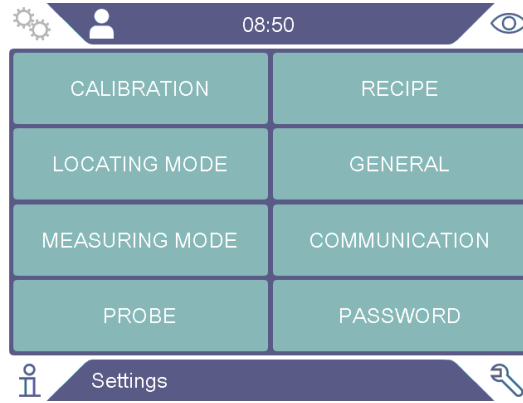 08:50
CALIBRATION
RECIPE
LOCATING MODE
GENERAL
MEASURING MODE
COMMUNICATION
PROBE
PASSWORD
Settings